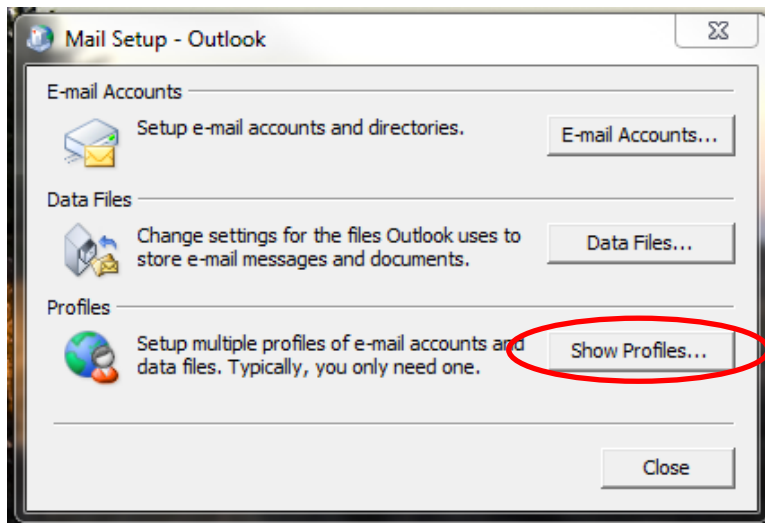 Mail Setup - Outlook
E-mail Accounts
Setup e-mail accounts and directories.
E-mail Accounts...
Data Files
Change settings for the files Outlook uses to
store e-mail messages and documents.
Data Files...
Profiles
Setup multiple profiles of e-mail accounts and
data files. Typically, you only need one.
Show Profiles...
Close